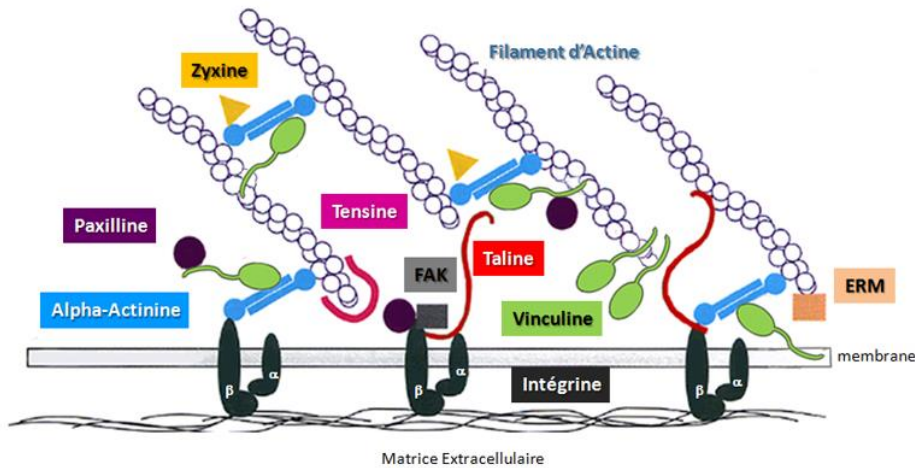 Filament d'Actine
Zyxine
Tensine
Paxilline
FAK
Taline
ERM
Alpha-Actinine
Vinculine
membrane
β
α
β
α
β
α
Intégrine
Matrice Extracellulaire